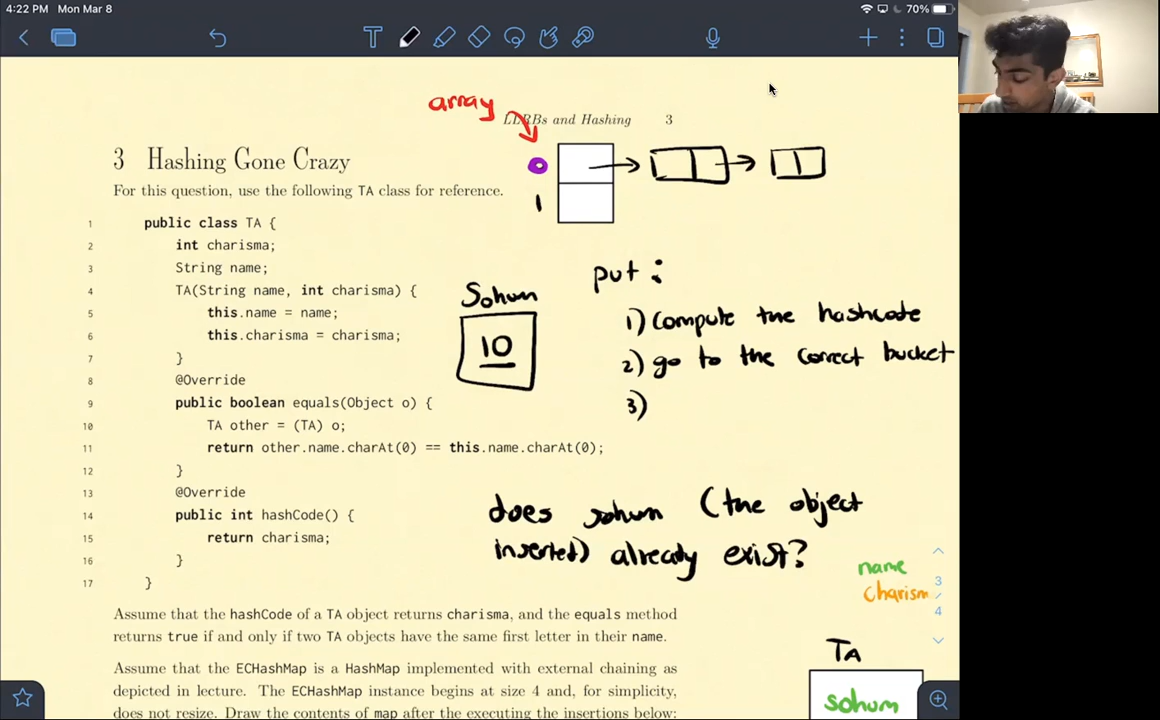 4:22 PM Mon Mar 8
70%
array
LLRBs and Hashing 3
3 Hashing Gone Crazy
0
For this question, use the following TA class for reference.
1
1 public class TA {
2 int charisma;
3 String name;
4 TA(String name, int charisma) {
5 this.name = name;
6 this.charisma = charisma;
7 }
8 @Override
9 public boolean equals(Object o) {
10 TA other = (TA) o;
11 return other.name.charAt(0) == this.name.charAt(0);
12 }
13 @Override
14 public int hashCode() {
15 return charisma;
16 }
17 }
Sohum
10
put :
1) compute the hashcode
2) go to the correct bucket
3)
does sohum (the object
inserted) already exist?
name
charism
3
/
4
Assume that the hashCode of a TA object returns charisma, and the equals method
returns true if and only if two TA objects have the same first letter in their name.
TA
sohum
Assume that the ECHashMap is a HashMap implemented with external chaining as
depicted in lecture. The ECHashMap instance begins at size 4 and, for simplicity,
does not resize. Draw the contents of map after the executing the insertions below: